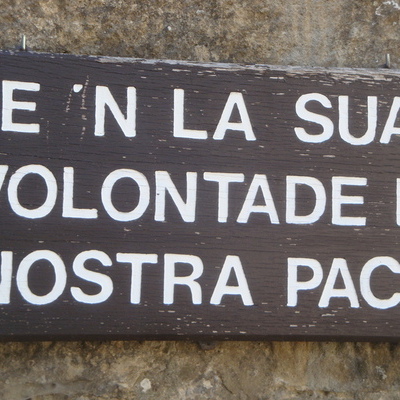 E 'N LA SUA
VOLONTADE
NOSTRA PAC